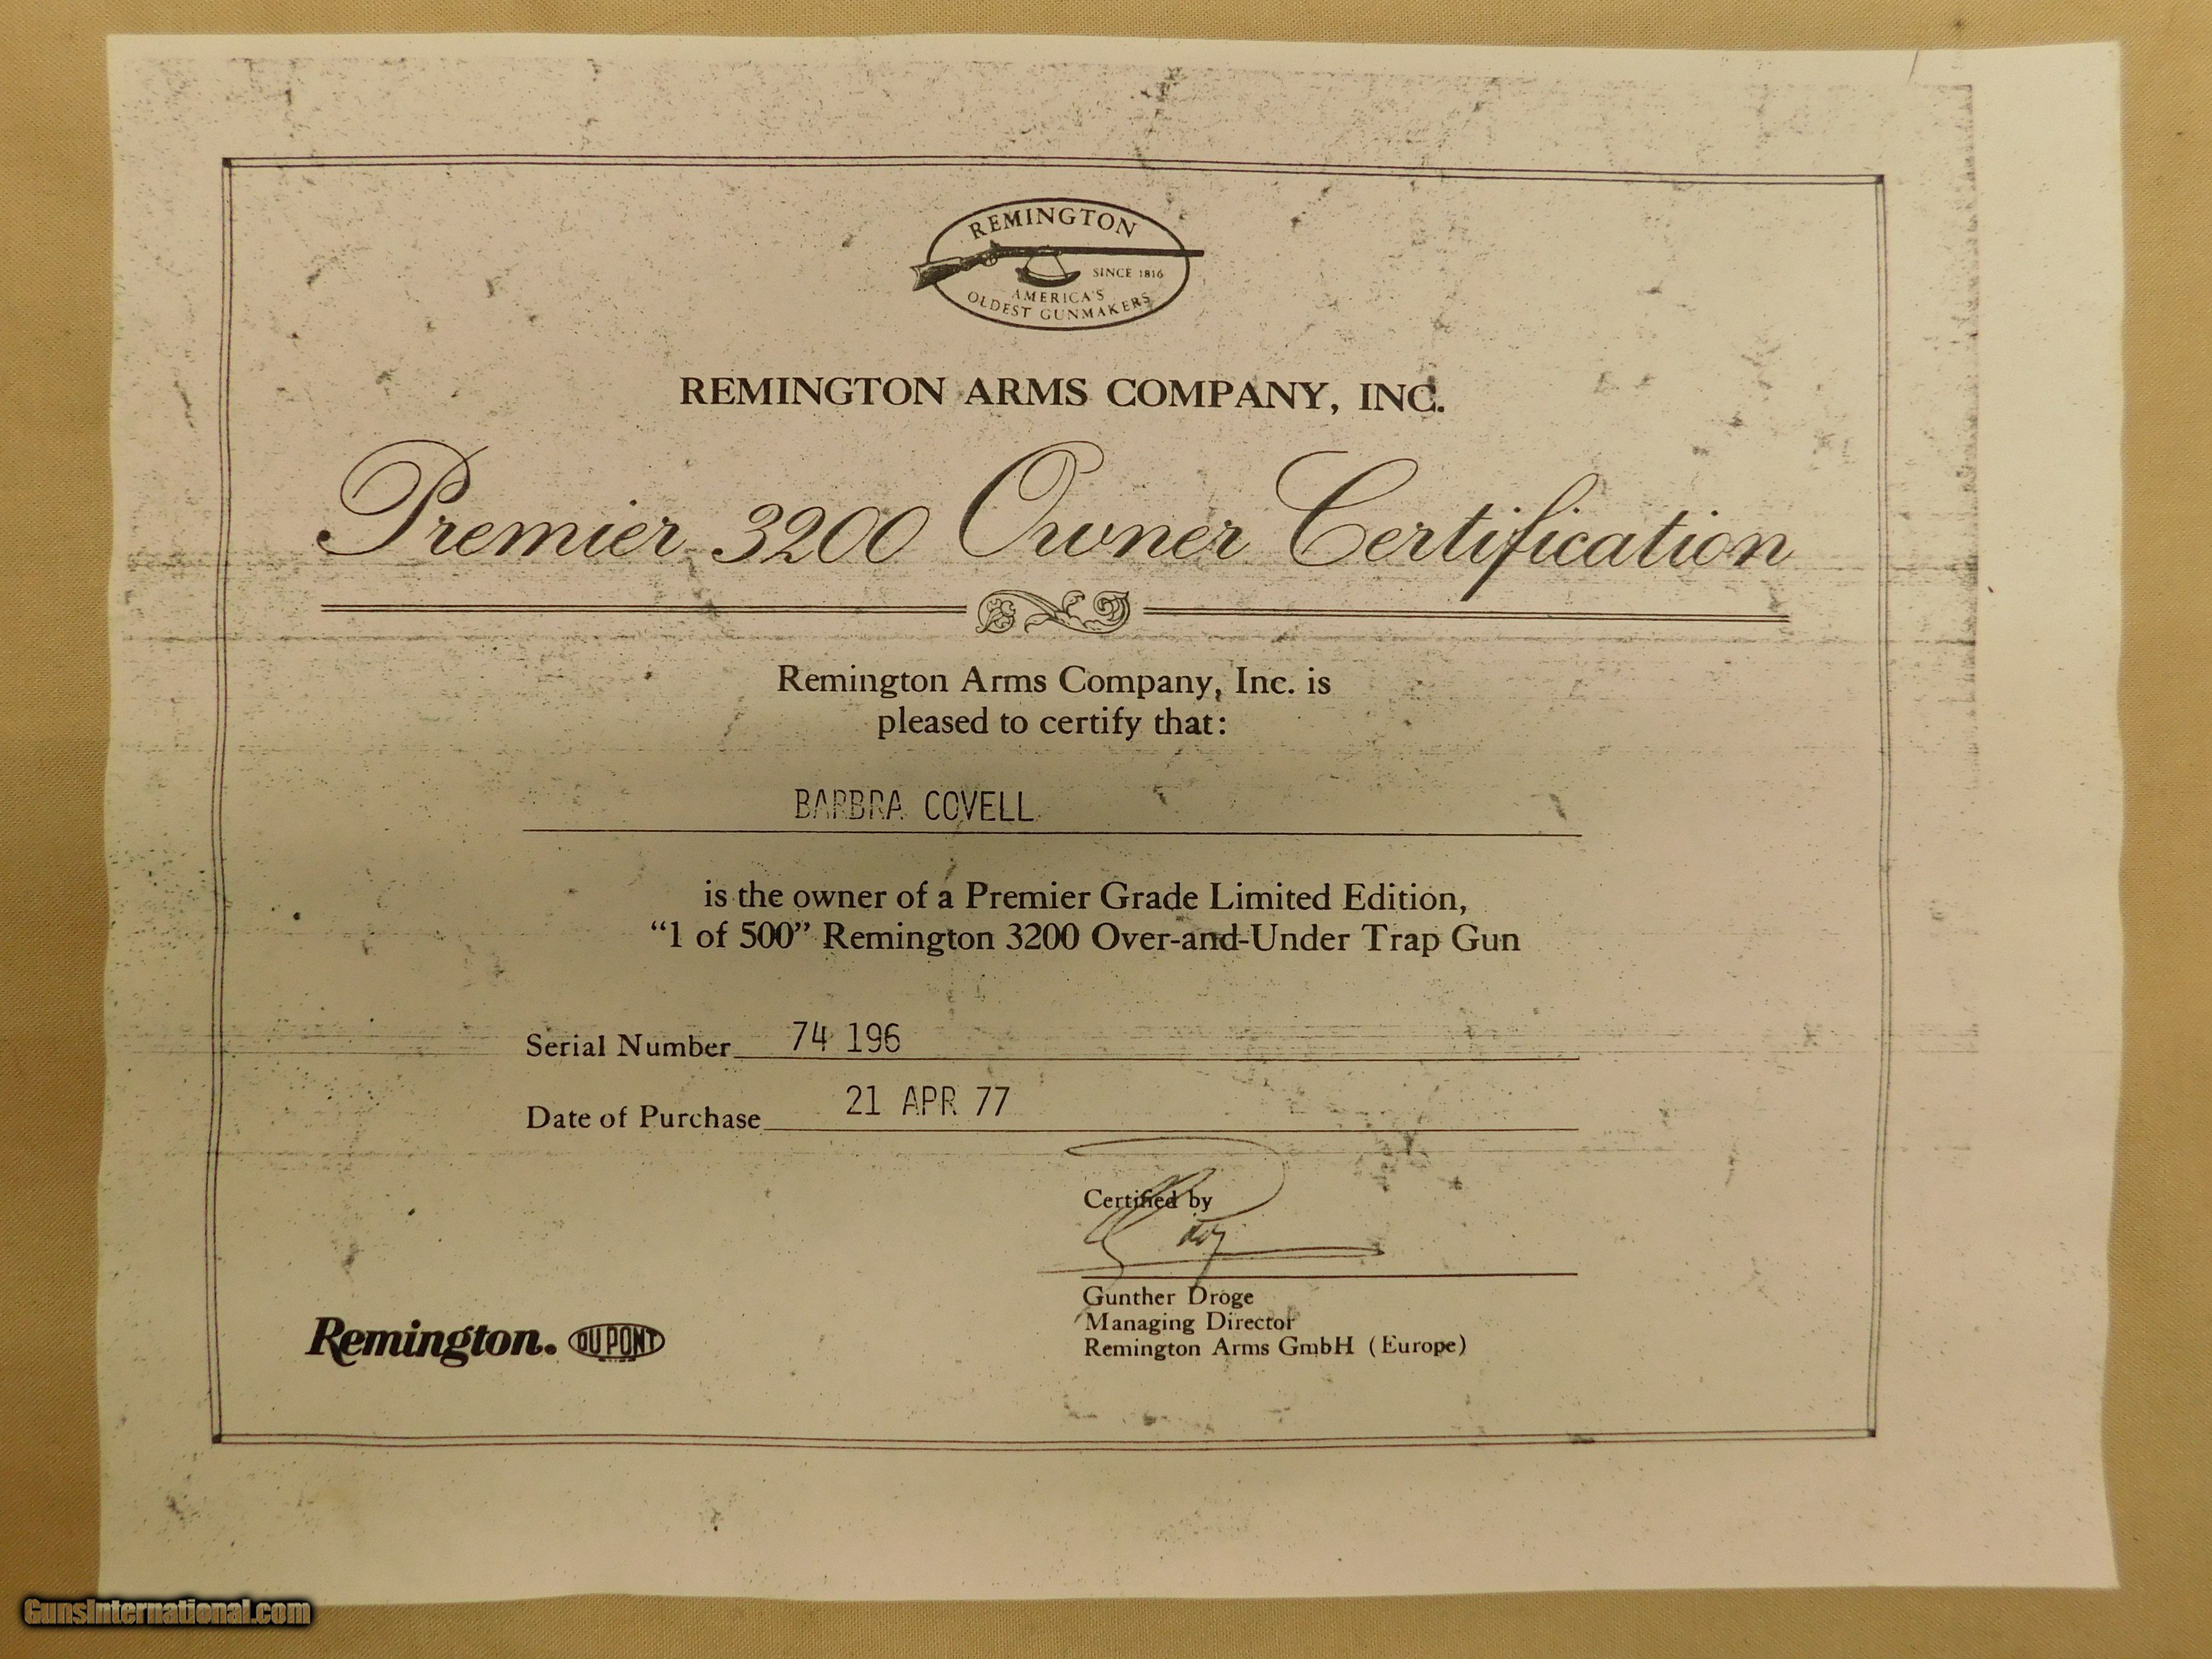 REMINGTON
SINCE 1816
AMERICA'S
OLDEST GUNMAKERS
REMINGTON ARMS COMPANY, INC.
Premier 3200 Owner Certification
Remington Arms Company, Inc. is
pleased to certify that:
BARBRA COVELL
is the owner of a Premier Grade Limited Edition,
“1 of 500” Remington 3200 Over-and-Under Trap Gun
Serial Number 74 196
Date of Purchase 21 APR 77
Certified by
Gunther Droge
Managing Director
Remington Arms GmbH (Europe)
Remington. DU PONT
GunsInternational.com